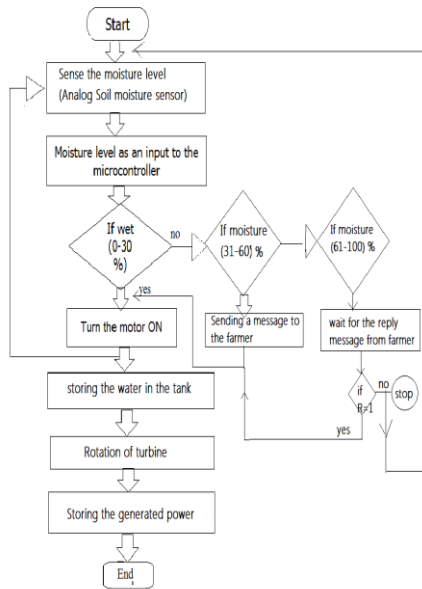 Start
Sense the moisture level
(Analog Soil moisture sensor)
Moisture level as an input to the
microcontroller
If wet
(0-30
%)
no
If moisture
(31-60) %
If moisture
(61-100) %
yes
Turn the motor ON
Sending a message to
the farmer
wait for the reply
message from farmer
storing the water in the tank
if
R=1
no
stop
yes
Rotation of turbine
Storing the generated power
End